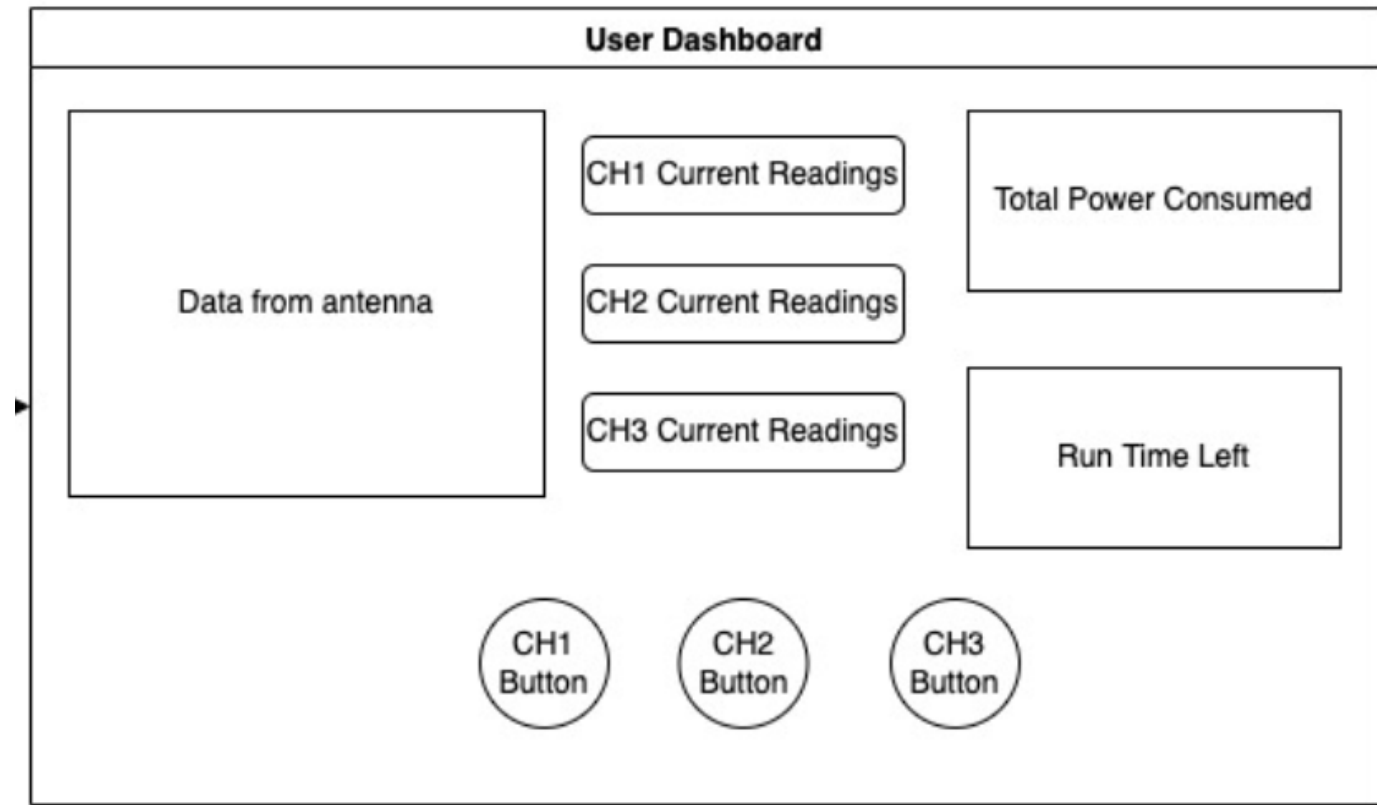 User Dashboard
Data from antenna
CH1 Current Readings
CH2 Current Readings
CH3 Current Readings
Total Power Consumed
Run Time Left
CH1
Button
CH2
Button
CH3
Button